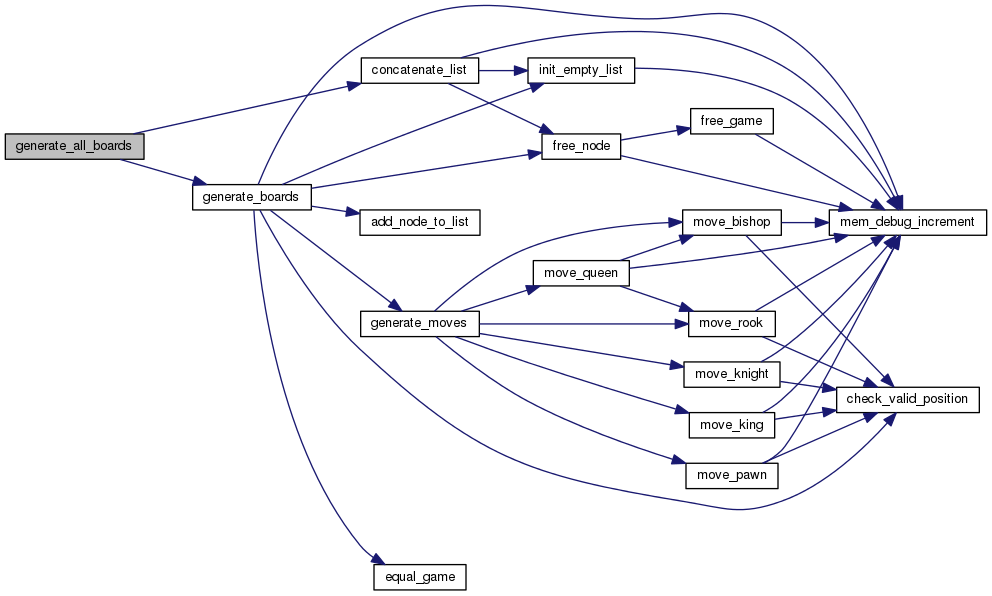 generate_all_boards
concatenate_list
init_empty_list
free_game
free_node
generate_boards
add_node_to_list
move_bishop
mem_debug_increment
move_queen
generate_moves
move_rook
move_knight
check_valid_position
move_king
move_pawn
equal_game